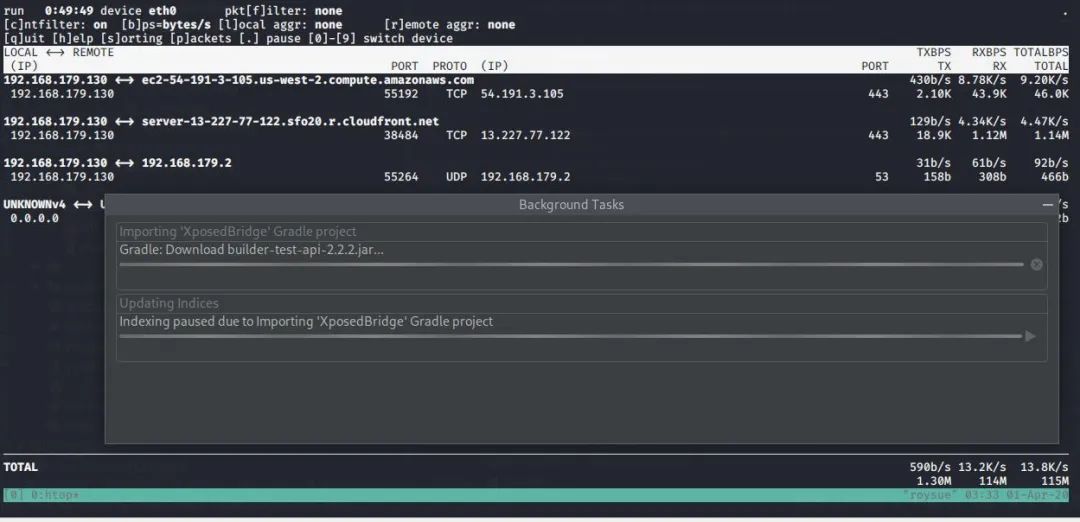 run 0:49:49 device eth0 pkt[f]ilter: none .
[c]ntfilter: on [b]ps=bytes/s [l]ocal aggr: none [r]emote aggr: none
[q]uit [h]elp [s]orting [p]ackets [.] pause [0]-[9] switch device
LOCAL <-> REMOTE TXBPS RXBPS TOTALBPS
(IP) PORT PROTO (IP) PORT TX RX TOTAL
192.168.179.130 <-> ec2-54-191-3-105.us-west-2.compute.amazonaws.com 430b/s 8.78K/s 9.20K/s
192.168.179.130 55192 TCP 54.191.3.105 443 2.10K 43.9K 46.0K
192.168.179.130 <-> server-13-227-77-122.sfo20.r.cloudfront.net 129b/s 4.34K/s 4.47K/s
192.168.179.130 38484 TCP 13.227.77.122 443 18.9K 1.12M 1.14M
192.168.179.130 <-> 192.168.179.2 31b/s 61b/s 92b/s
192.168.179.130 55264 UDP 192.168.179.2 53 158b 308b 466b
UNKNOWNv4 <->
0.0.0.0
Background Tasks
Importing 'XposedBridge' Gradle project
Gradle: Download builder-test-api-2.2.2.jar...
Updating Indices
Indexing paused due to Importing 'XposedBridge' Gradle project
TOTAL 590b/s 13.2K/s 13.8K/s
1.30M 114M 115M
[0] 0:htop* "roysue" 03:33 01-Apr-20